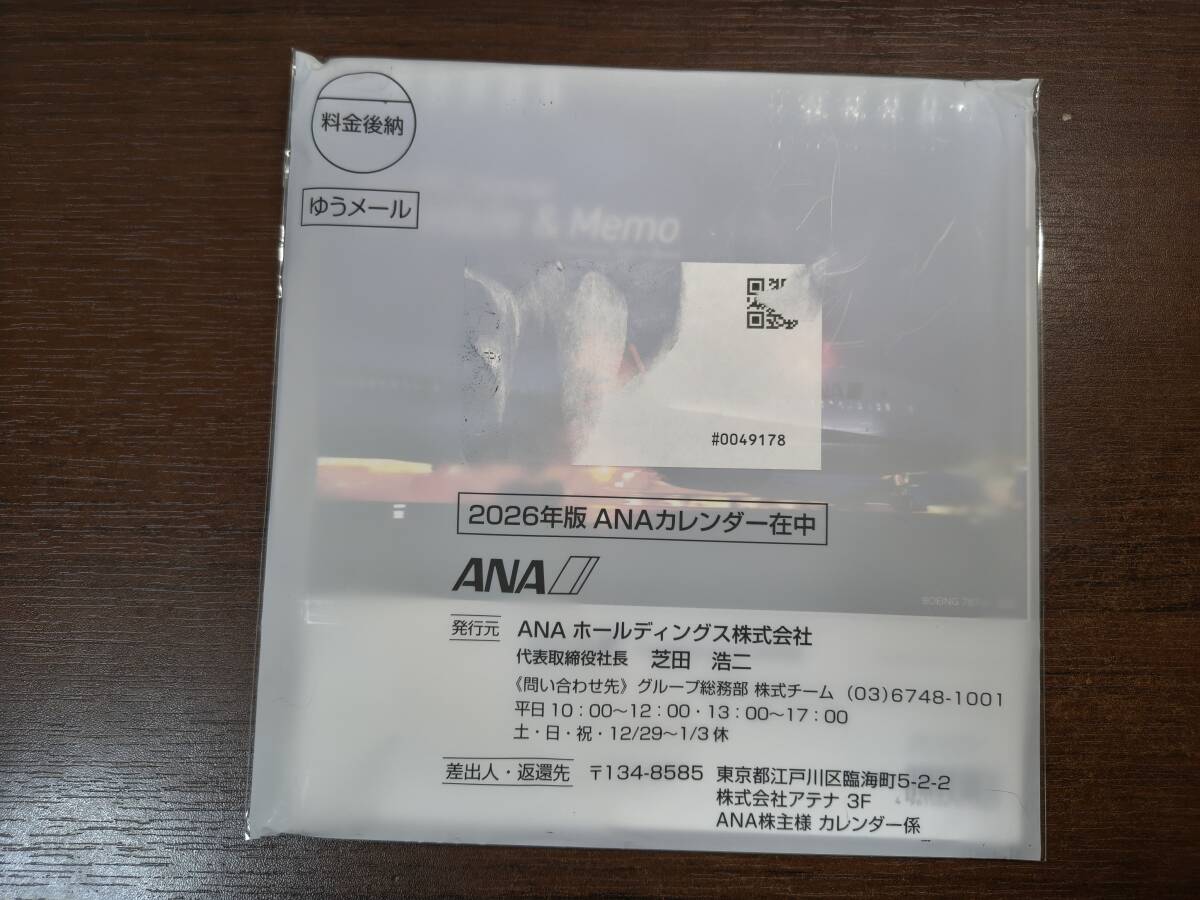 料金後納
ゆうメール
& Memo
#0049178
2026年版 ANAカレンダー在中
ANA
発行元 ANA ホールディングス株式会社
代表取締役社長 芝田 浩二
《問い合わせ先》グループ総務部 株式チーム (03)6748-1001
平日10:00～12:00・13:00～17:00
土・日・祝・12/29～1/3休
差出人・返還先 〒134-8585 東京都江戸川区臨海町5-2-2
株式会社アテナ 3F
ANA株主様 カレンダー係